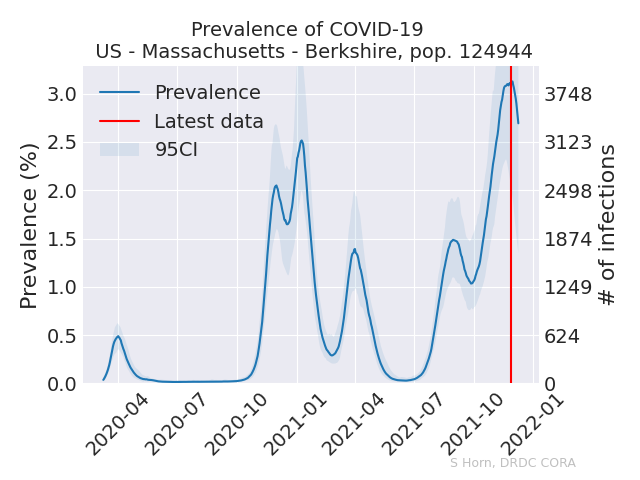 Prevalence of COVID-19
US - Massachusetts - Berkshire, pop. 124944
Prevalence
Latest data
95CI
Prevalence (%)
3.0
2.5
2.0
1.5
1.0
0.5
0.0
3748
3123
2498
1874
1249
624
0
# of infections
2020-04
2020-07
2020-10
2021-01
2021-04
2021-07
2021-10
2022-01
S Horn, DRDC CORA